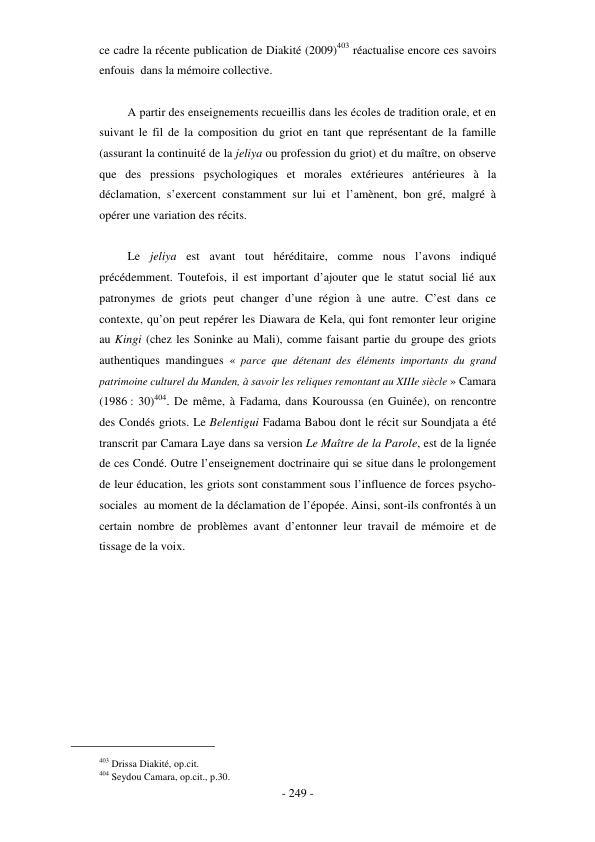 ce cadre la récente publication de Diakité (2009)403 réactualise encore ces savoirs
enfouis dans la mémoire collective.
A partir des enseignements recueillis dans les écoles de tradition orale, et en
suivant le fil de la composition du griot en tant que représentant de la famille
(assurant la continuité de la jeliya ou profession du griot) et du maître, on observe
que des pressions psychologiques et morales extérieures antérieures à la
déclamation, s’exercent constamment sur lui et l’amènent, bon gré, malgré à
opérer une variation des récits.
Le jeliya est avant tout héréditaire, comme nous l’avons indiqué
précédemment. Toutefois, il est important d’ajouter que le statut social lié aux
patronymes de griots peut changer d’une région à une autre. C’est dans ce
contexte, qu’on peut repérer les Diawara de Kela, qui font remonter leur origine
au Kingi (chez les Soninke au Mali), comme faisant partie du groupe des griots
authentiques mandingues « parce que détenant des éléments importants du grand
patrimoine culturel du Manden, à savoir les reliques remontant au XIIIe siècle » Camara
(1986 : 30)404. De même, à Fadama, dans Kouroussa (en Guinée), on rencontre
des Condés griots. Le Belentigui Fadama Babou dont le récit sur Soundjata a été
transcrit par Camara Laye dans sa version Le Maître de la Parole, est de la lignée
de ces Condé. Outre l’enseignement doctrinaire qui se situe dans le prolongement
de leur éducation, les griots sont constamment sous l’influence de forces psycho-
sociales au moment de la déclamation de l’épopée. Ainsi, sont-ils confrontés à un
certain nombre de problèmes avant d’entonner leur travail de mémoire et de
tissage de la voix.
403 Drissa Diakité, op.cit.
404 Seydou Camara, op.cit., p.30.
- 249 -